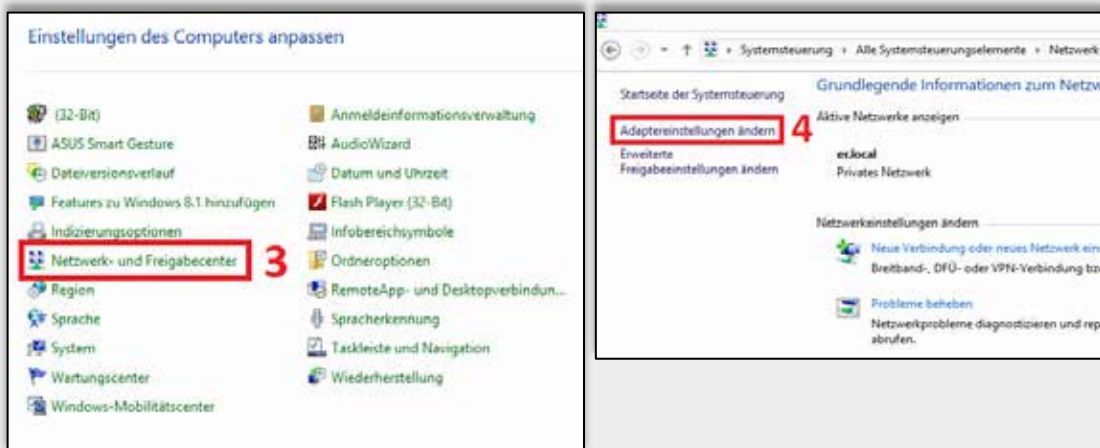 Einstellungen des Computers anpassen
(32-Bit)
ASUS Smart Gesture
Dateiversionsverlauf
Features zu Windows 8.1 hinzufügen
Indizierungsoptionen
Netzwerk- und Freigabecenter
3
Region
Sprache
System
Wartungscenter
Windows-Mobilitätscenter
Anmeldeinformationsverwaltung
AudioWizard
Datum und Uhrzeit
Flash Player (32-Bit)
Infobereichsymbole
Ordneroptionen
RemoteApp- und Desktopverbindun...
Spracherkennung
Taskleiste und Navigation
Wiederherstellung
Systemsteuerung Alle Systemsteuerungselemente Netzwerk
Startseite der Systemsteuerung
Adaptereinstellungen ändern
4
Erweiterte
Freigabeeinstellungen ändern
Grundlegende Informationen zum Netzw
Aktive Netzwerke anzeigen
er.local
Privates Netzwerk
Netzwerkeinstellungen ändern
Neue Verbindung oder neues Netzwerk ein
Breitband-, DFÜ- oder VPN-Verbindung bz
Probleme beheben
Netzwerkprobleme diagnostizieren und rep
abrufen.